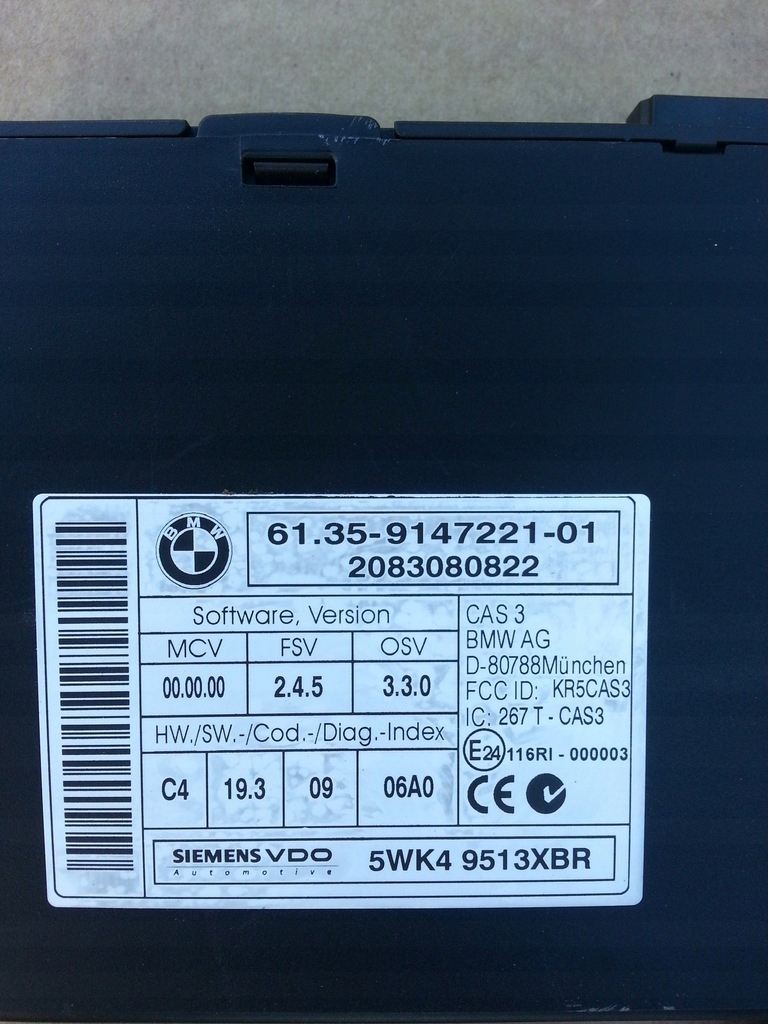 BMW
61.35-9147221-01
2083080822
Software, Version
MCV FSV OSV
00.00.00 2.4.5 3.3.0
HW./SW.-/Cod.-/Diag.-Index
C4 19.3 09 06A0
CAS 3
BMW AG
D-80788München
FCC ID: KR5CAS3
IC: 267 T - CAS3
E24 116RI - 000003
CE
SIEMENS VDO
Automotive
5WK4 9513XBR